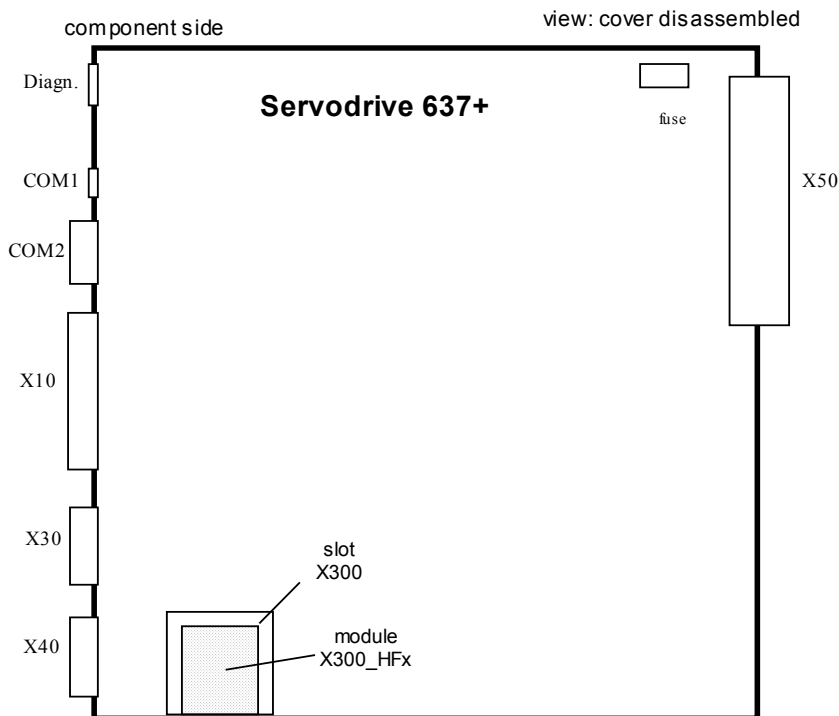 component side
view: cover disassembled
Diagn.
Servodrive 637+
fuse
COM1
X50
COM2
X10
X30
slot
X300
X40
module
X300_HFx